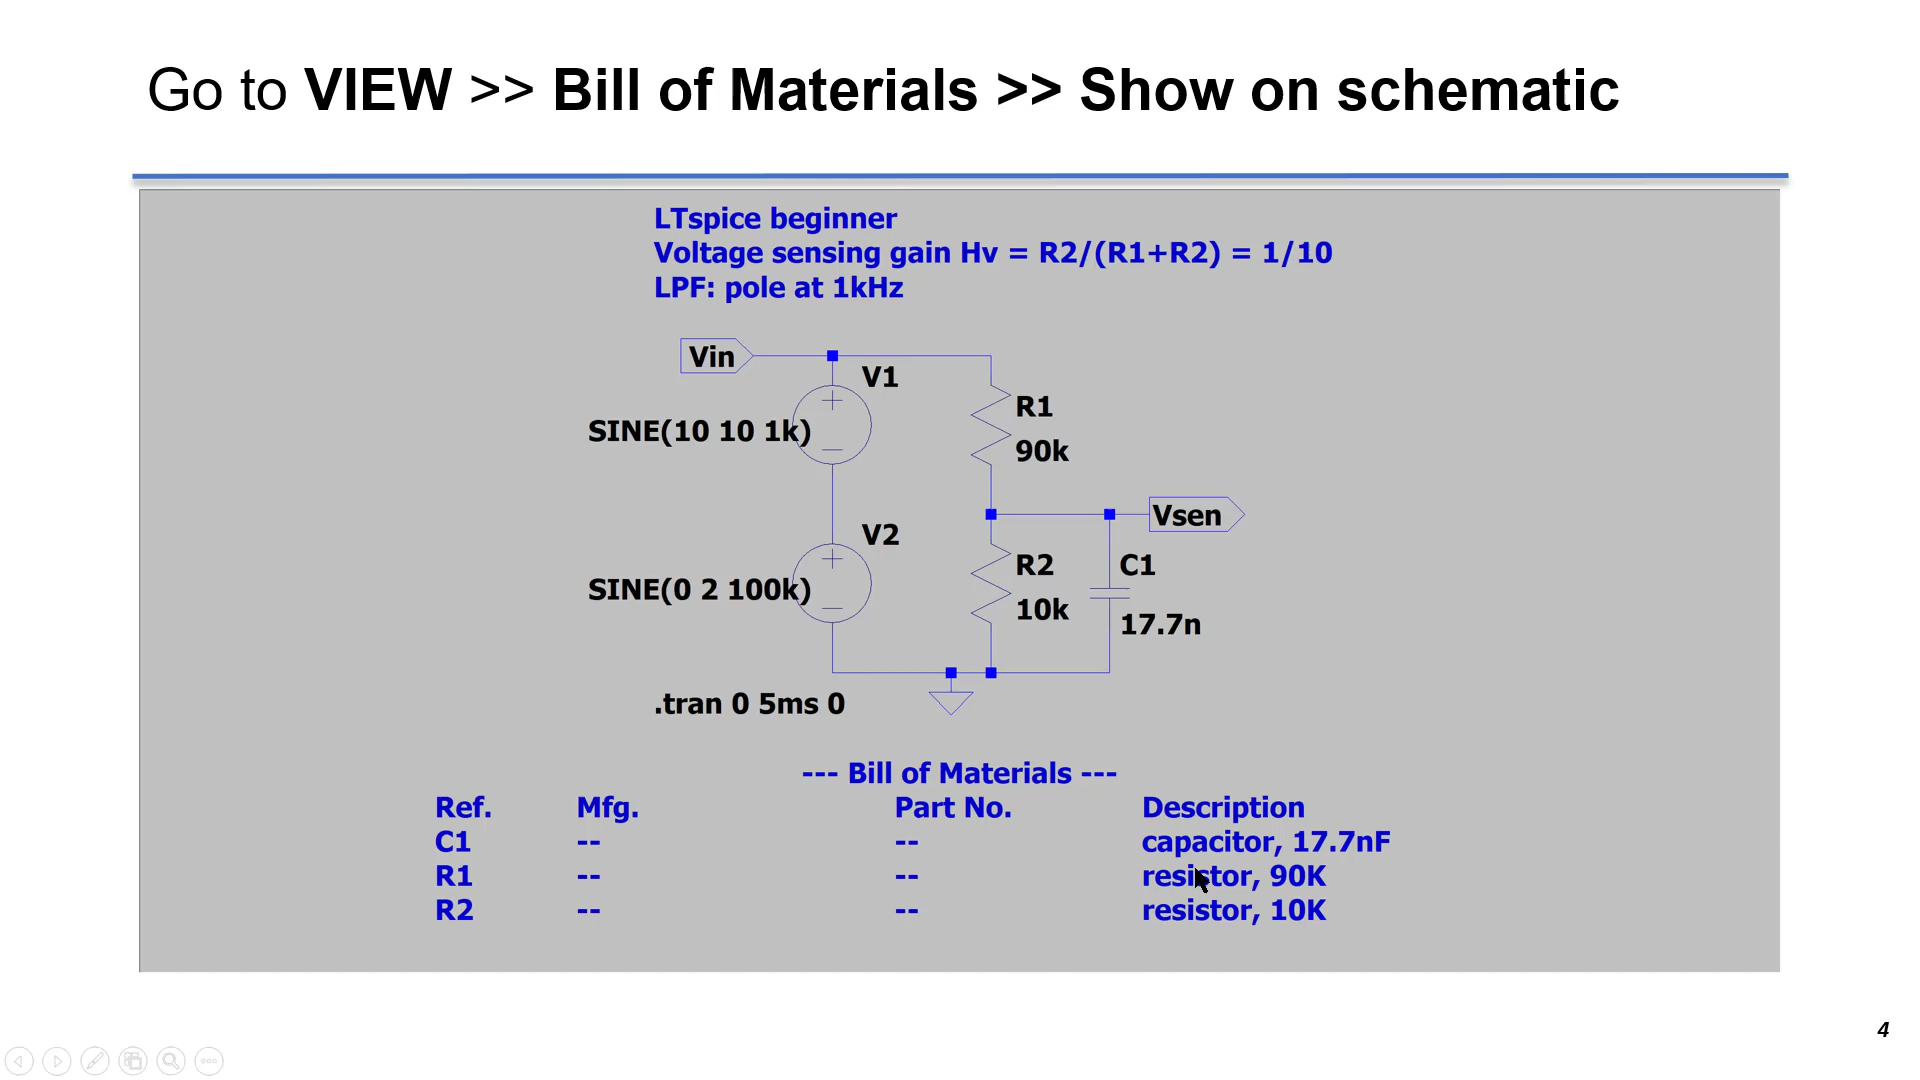 Go to VIEW >> Bill of Materials >> Show on schematic
LTspice beginner
Voltage sensing gain Hv = R2/(R1+R2) = 1/10
LPF: pole at 1kHz
Vin
V1
SINE(10 10 1k)
R1
90k
Vsen
V2
SINE(0 2 100k)
R2
10k
C1
17.7n
.tran 0 5ms 0
--- Bill of Materials ---
Ref. Mfg. Part No. Description
C1 -- -- capacitor, 17.7nF
R1 -- -- resistor, 90K
R2 -- -- resistor, 10K
4